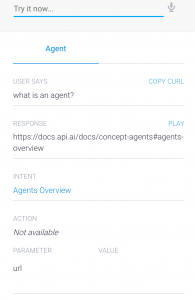 Try it now...
Agent
USER SAYS COPY CURL
what is an agent?
RESPONSE PLAY
https://docs.api.ai/docs/concept-agents#agents-
overview
INTENT
Agents Overview
ACTION
Not available
PARAMETER VALUE
url